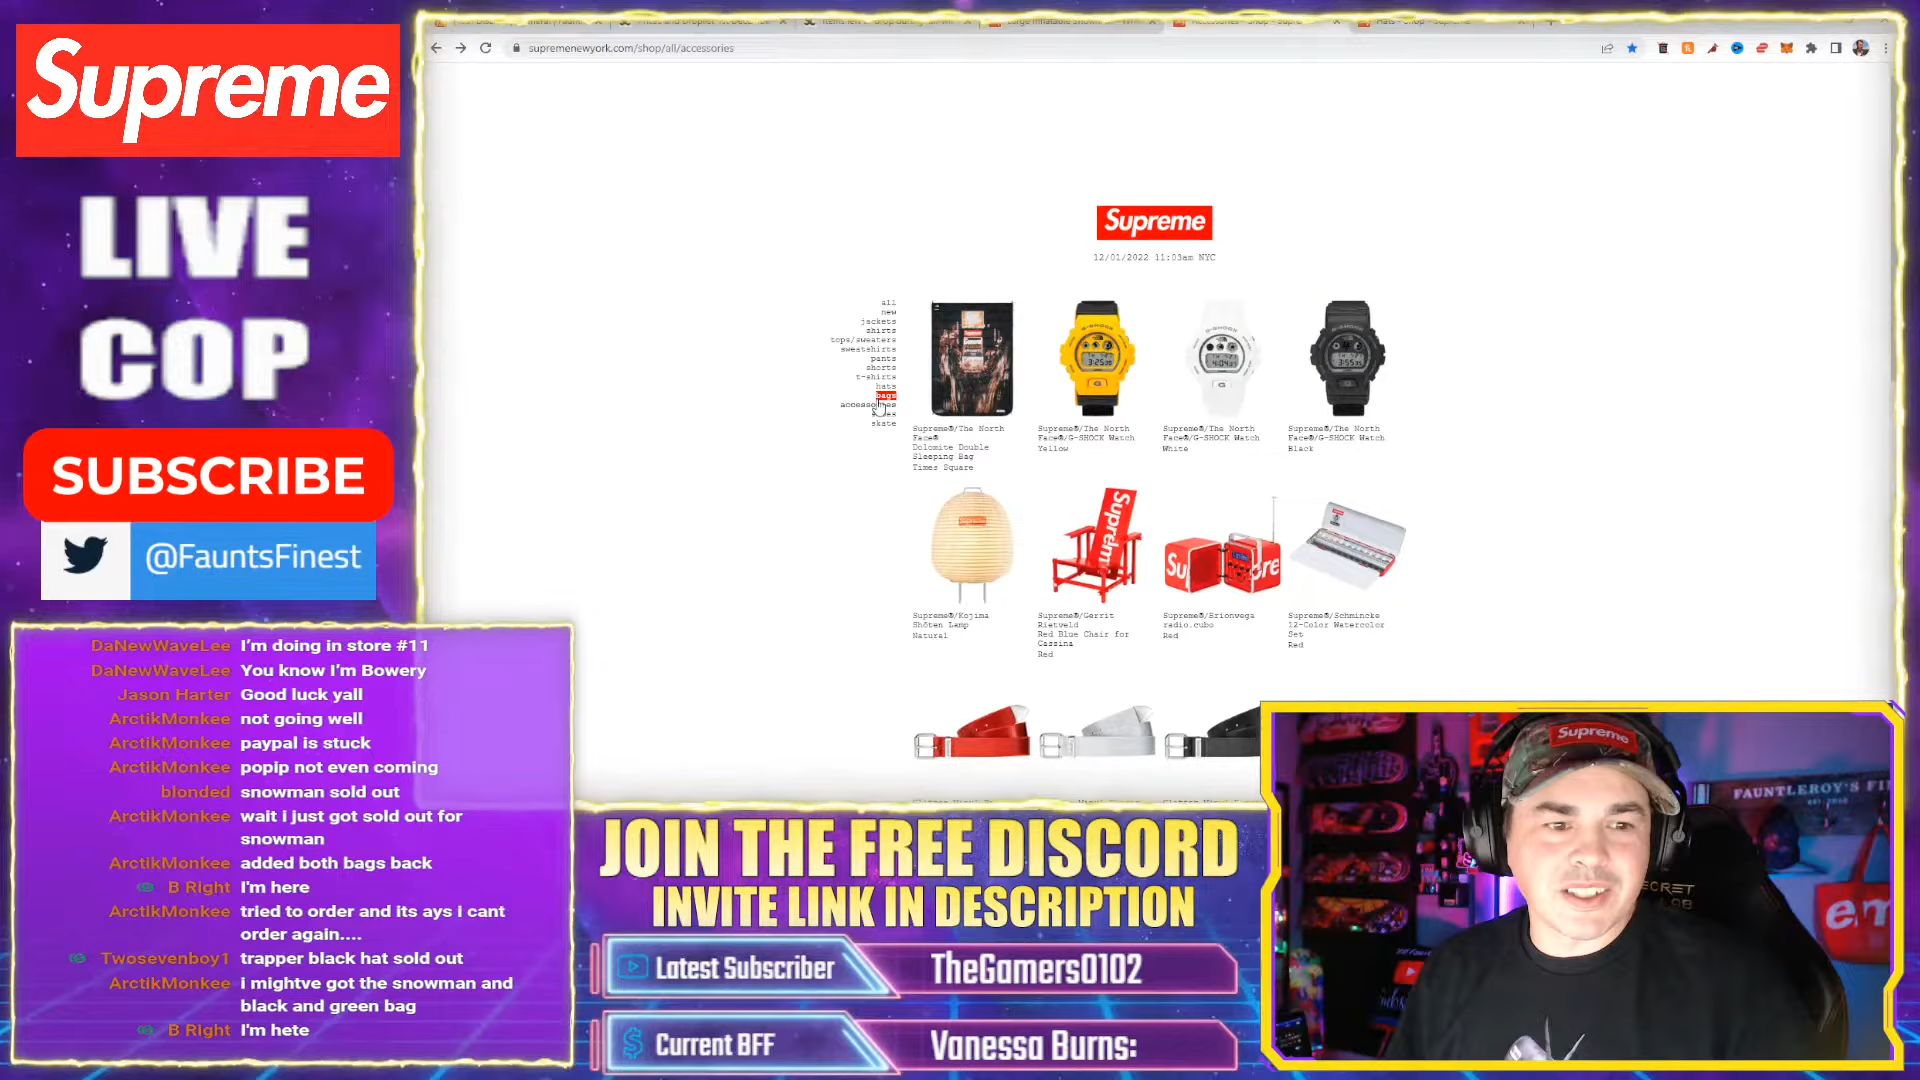 Supreme
LIVE
COP
SUBSCRIBE
@FauntsFinest
supremenewyork.com/shop/all/accessories
Supreme
12/01/2022 11:03am NYC
all
new
jackets
shirts
tops/sweaters
sweatshirts
pants
shorts
t-shirts
hats
bags
accessories
skate
Supreme®/The North
Face®
Dolomite Double
Sleeping Bag
Times Square
Supreme®/The North
Face®/G-SHOCK Watch
Yellow
Supreme®/The North
Face®/G-SHOCK Watch
White
Supreme®/The North
Face®/G-SHOCK Watch
Black
Supreme®/Kojima
Shōten Lamp
Natural
Supreme®/Gerrit
Rietveld
Red Blue Chair for
Cassina
Red
Supreme®/Brionvega
radio.cubo
Red
Supreme®/Schmincke
12-Color Watercolor
Set
Red
DaNewWaveLee I'm doing in store #11
DaNewWaveLee You know I'm Bowery
Jason Harter Good luck yall
ArctikMonkee not going well
ArctikMonkee paypal is stuck
ArctikMonkee popip not even coming
blonded snowman sold out
ArctikMonkee wait i just got sold out for
snowman
ArctikMonkee added both bags back
B Right I'm here
ArctikMonkee tried to order and its ays i cant
order again....
Twosevenboy1 trapper black hat sold out
ArctikMonkee i mightve got the snowman and
black and green bag
B Right I'm hete
JOIN THE FREE DISCORD
INVITE LINK IN DESCRIPTION
Latest Subscriber TheGamers0102
Current BFF Vanessa Burns:
Supreme
FAUNTLEROY'S FI
ECRET
LAB
em